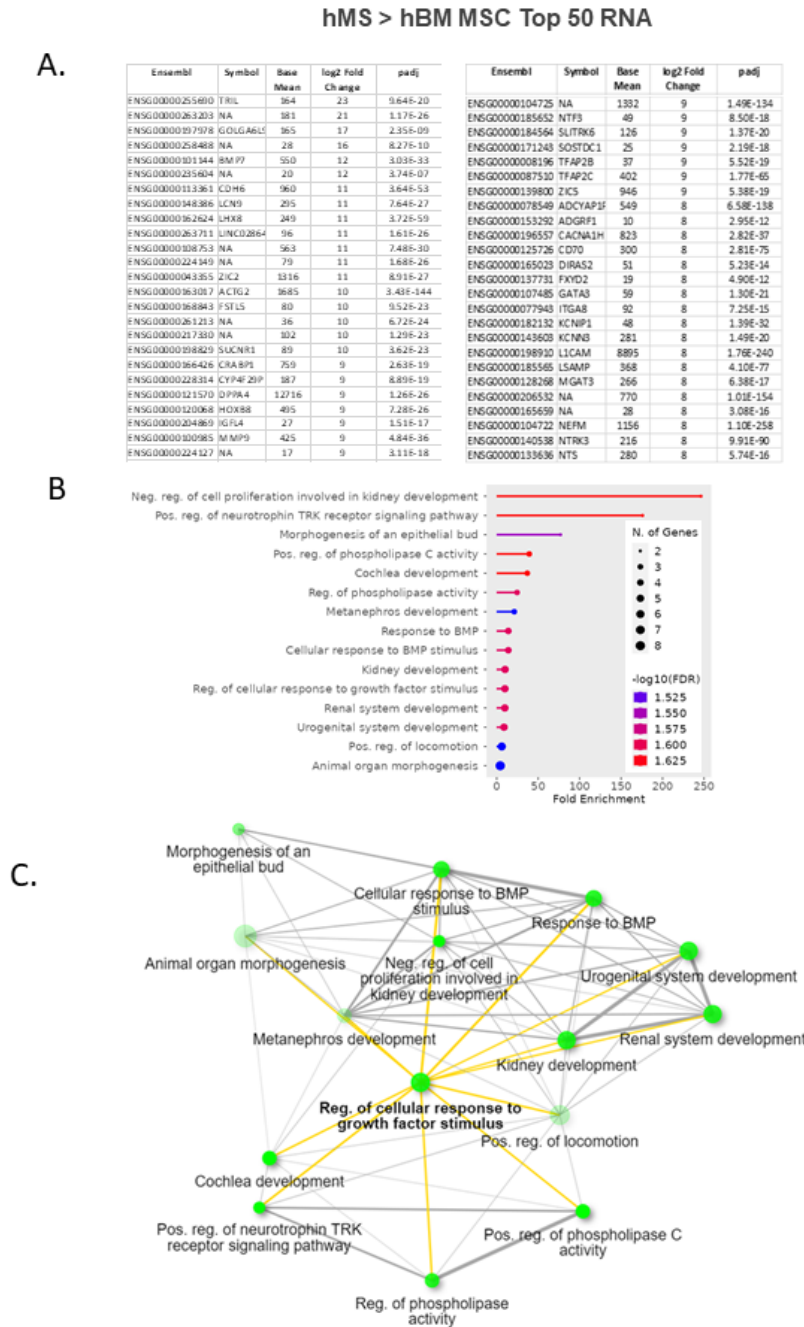 hMS > hBM MSC Top 50 RNA
A.
Ensembl Symbol Base Mean log2 Fold Change padj
ENSG00000255690 TRIL 164 23 9.64E-20
ENSG00000263203 NA 181 21 1.17E-26
ENSG00000197978 GOLGA6L9 165 17 2.35E-09
ENSG00000258488 NA 28 16 8.27E-10
ENSG00000101144 BMP7 550 12 3.03E-33
ENSG00000235604 NA 20 12 3.74E-07
ENSG00000113361 CDH6 960 11 3.64E-53
ENSG00000148386 LCN9 295 11 7.64E-27
ENSG00000162624 LHX8 249 11 3.72E-59
ENSG00000263711 LINC02864 96 11 1.61E-26
ENSG00000108753 NA 563 11 7.48E-30
ENSG00000224149 NA 79 11 1.68E-26
ENSG00000043355 ZIC2 1316 11 8.91E-27
ENSG00000163017 ACTG2 1685 10 3.43E-144
ENSG00000168843 FSTL5 80 10 9.52E-23
ENSG00000261213 NA 36 10 6.72E-24
ENSG00000217330 NA 102 10 1.29E-23
ENSG00000198829 SUCNR1 89 10 3.62E-23
ENSG00000166426 CRABP1 759 9 2.63E-19
ENSG00000228314 CYP4F29P 187 9 8.89E-19
ENSG00000121570 DPPA4 12716 9 1.26E-26
ENSG00000120068 HOXB8 495 9 7.28E-26
ENSG00000204869 IGFL4 27 9 1.51E-17
ENSG00000100985 MMP9 425 9 4.84E-36
ENSG00000224127 NA 17 9 3.11E-18
Ensembl Symbol Base Mean log2 Fold Change padj
ENSG00000104725 NA 1332 9 1.49E-134
ENSG00000185652 NTF3 49 9 8.50E-18
ENSG00000184564 SLITRK6 126 9 1.37E-20
ENSG00000171243 SOSTDC1 25 9 2.19E-18
ENSG00000008196 TFAP2B 37 9 5.52E-19
ENSG00000087510 TFAP2C 402 9 1.77E-65
ENSG00000139800 ZIC5 946 9 5.38E-19
ENSG00000078549 ADCYAP1F 549 8 6.58E-138
ENSG00000153292 ADGRF1 10 8 2.95E-12
ENSG00000196557 CACNA1H 823 8 2.82E-37
ENSG00000125726 CD70 300 8 2.81E-75
ENSG00000165023 DIRAS2 51 8 5.23E-14
ENSG00000137731 FXYD2 19 8 4.90E-12
ENSG00000107485 GATA3 59 8 1.30E-21
ENSG00000077943 ITGA8 92 8 7.25E-15
ENSG00000182132 KCNIP1 48 8 1.39E-32
ENSG00000143603 KCNN3 281 8 1.49E-20
ENSG00000198910 L1CAM 8895 8 1.76E-240
ENSG00000185565 LSAMP 368 8 4.10E-77
ENSG00000128268 MGAT3 266 8 6.38E-17
ENSG00000206532 NA 770 8 1.01E-154
ENSG00000165659 NA 28 8 3.08E-16
ENSG00000104722 NEFM 1156 8 1.10E-258
ENSG00000140538 NTRK3 216 8 9.91E-90
ENSG00000133636 NTS 280 8 5.74E-16
B
Neg. reg. of cell proliferation involved in kidney development
Pos. reg. of neurotrophin TRK receptor signaling pathway
Morphogenesis of an epithelial bud
Pos. reg. of phospholipase C activity
Cochlea development
Reg. of phospholipase activity
Metanephros development
Response to BMP
Cellular response to BMP stimulus
Kidney development
Reg. of cellular response to growth factor stimulus
Renal system development
Urogenital system development
Pos. reg. of locomotion
Animal organ morphogenesis
0 50 100 150 200 250
Fold Enrichment
N. of Genes
2
3
4
5
6
7
8
-log10(FDR)
1.525
1.550
1.575
1.600
1.625
C.
Morphogenesis of an
epithelial bud
Cellular response to BMP
stimulus
Response to BMP
Animal organ morphogenesis
Neg. reg. of cell
proliferation involved in
kidney development
Urogenital system development
Metanephros development
Kidney development
Renal system development
Reg. of cellular response to
growth factor stimulus
Pos. reg. of locomotion
Cochlea development
Pos. reg. of neurotrophin TRK
receptor signaling pathway
Pos. reg. of phospholipase C
activity
Reg. of phospholipase
activity